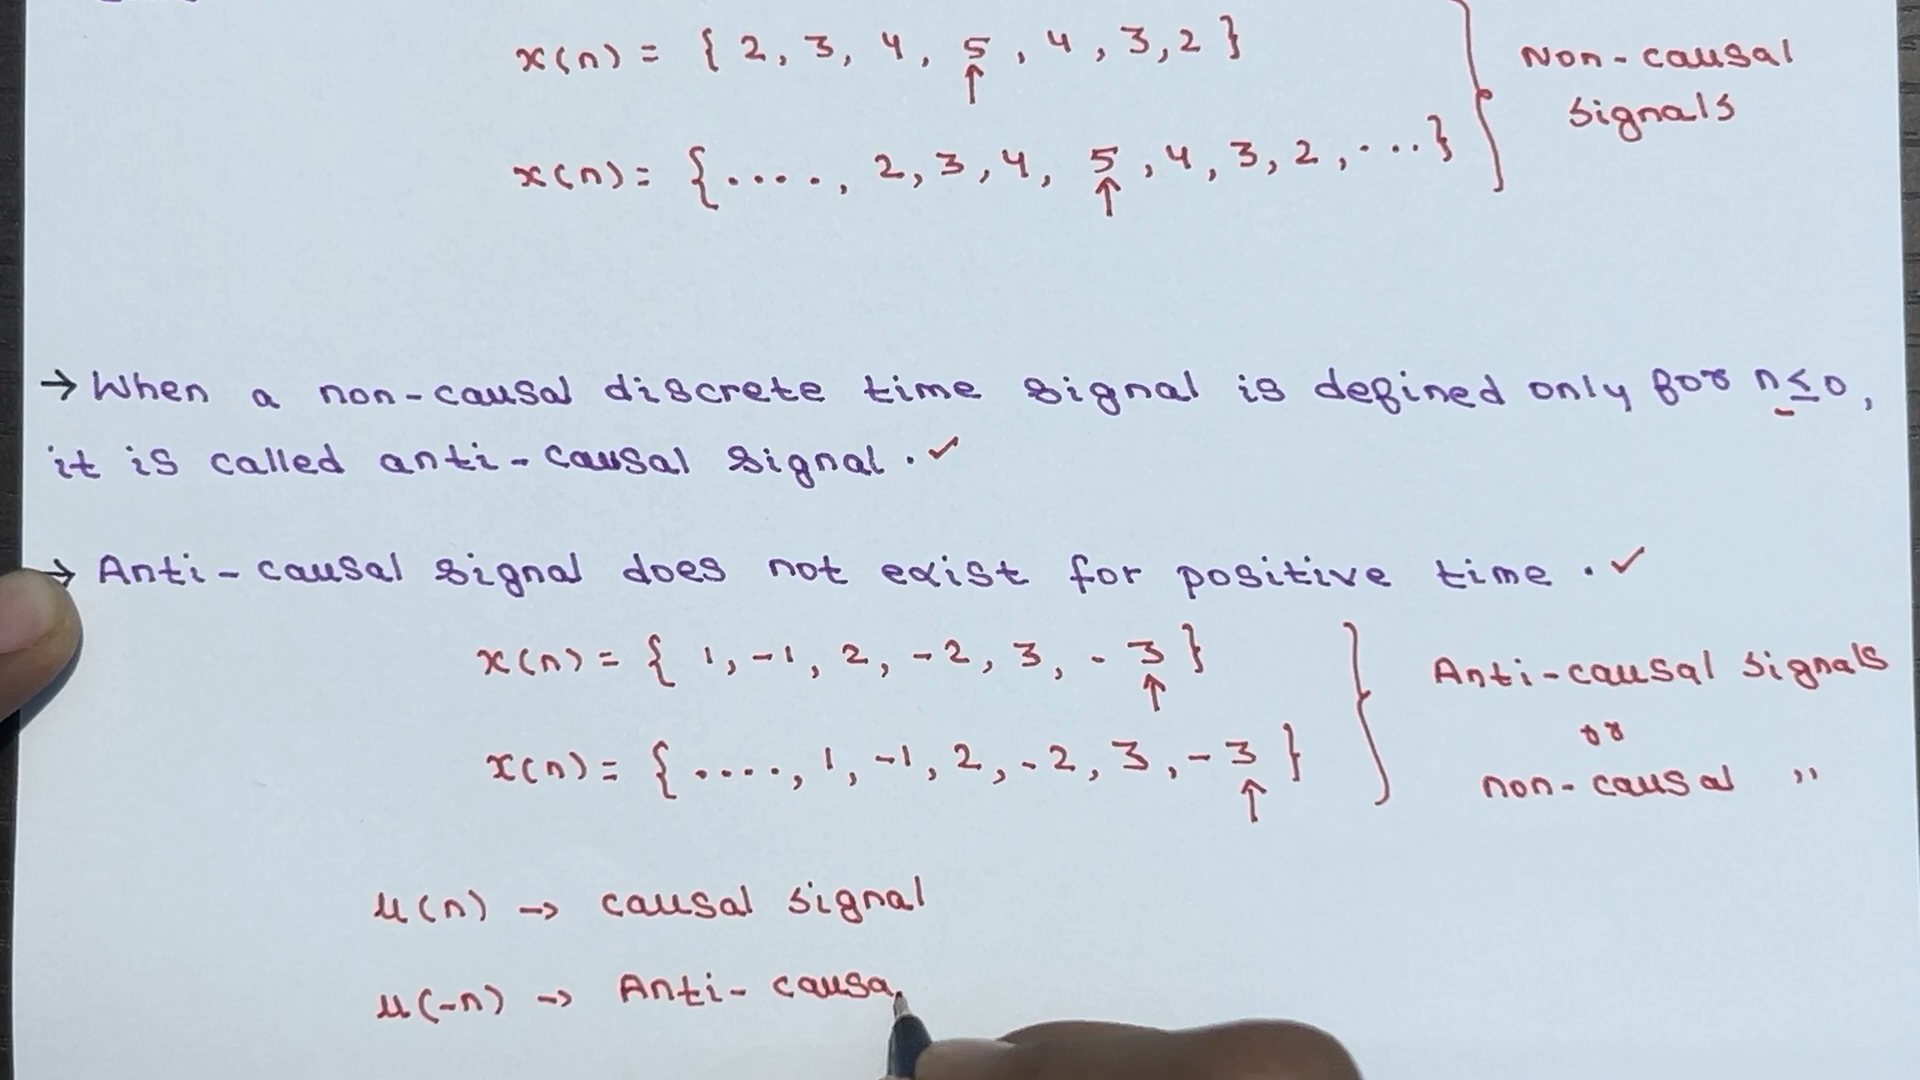 x(n) = { 2, 3, 4, 5, 4, 3, 2 }
↑
Non-causal
signals
x(n) = { ...., 2, 3, 4, 5, 4, 3, 2, ... }
↑
→ When a non-causal discrete time signal is defined only for n ≤ 0,
it is called anti-causal signal. ✓
→ Anti-causal signal does not exist for positive time. ✓
x(n) = { 1, -1, 2, -2, 3, -3 }
↑
Anti-causal signals
or
non-causal "
x(n) = { ...., 1, -1, 2, -2, 3, -3 }
↑
u(n) → causal signal
u(-n) → Anti-causa